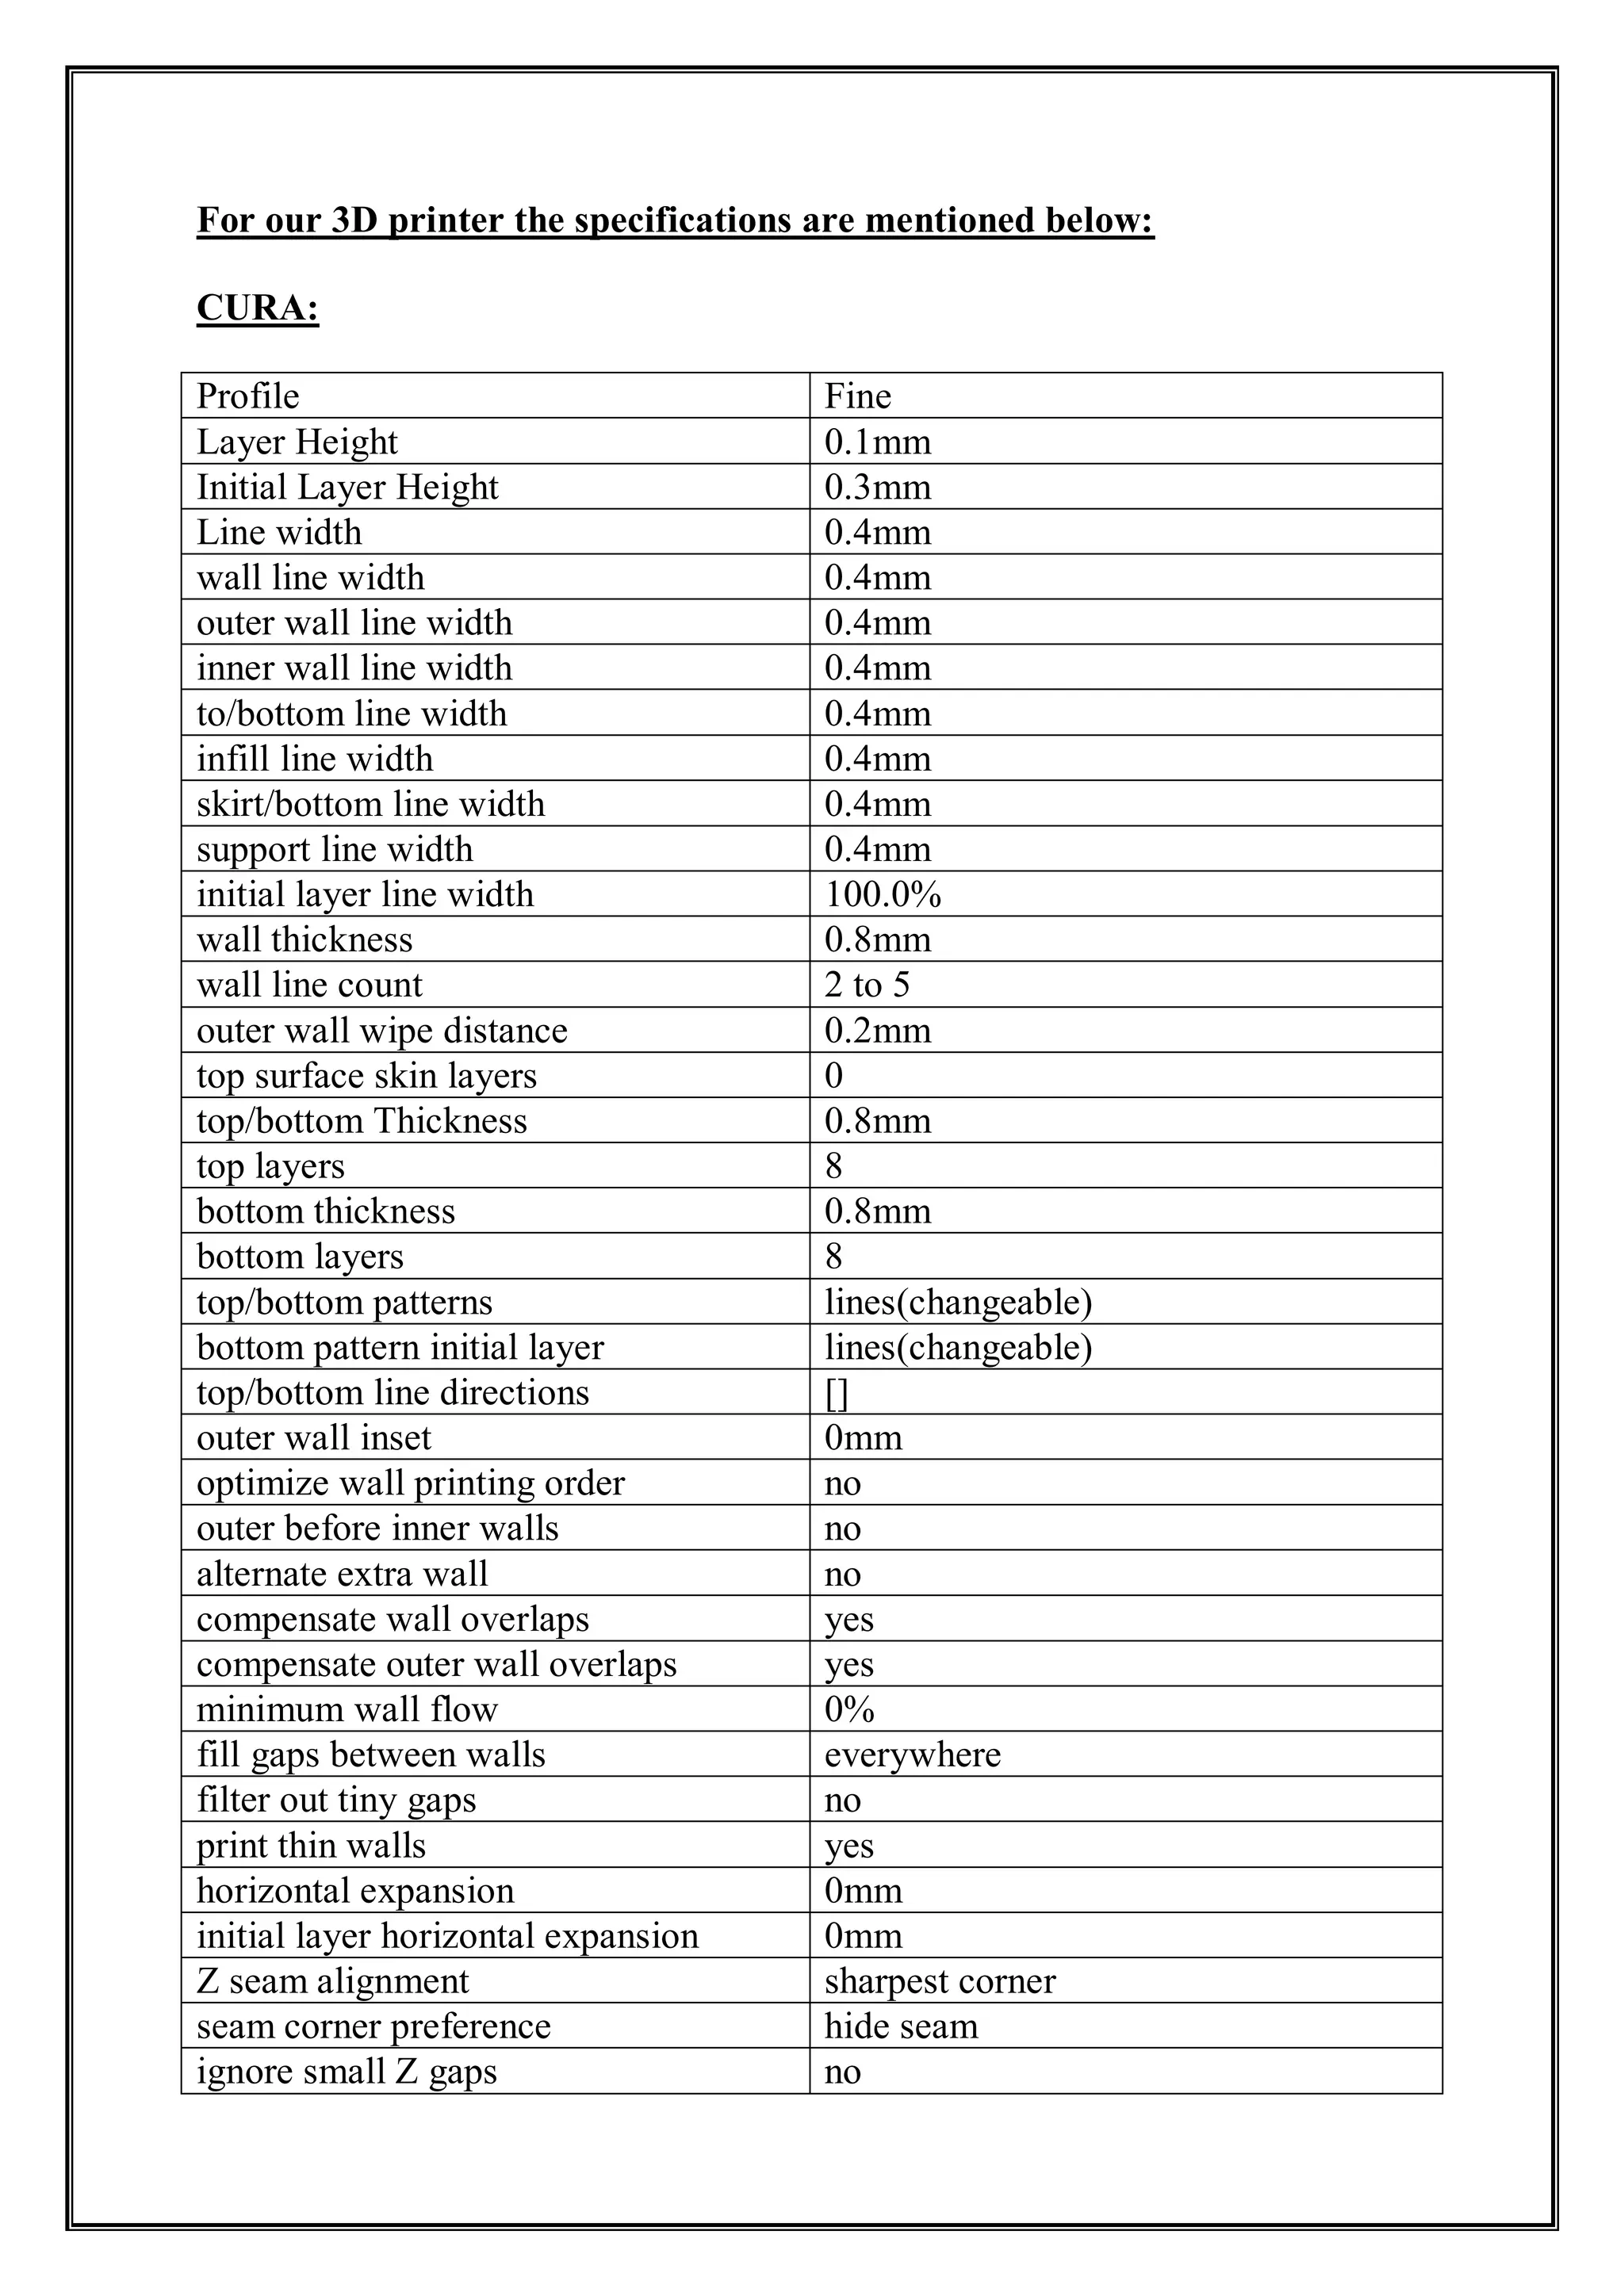 For our 3D printer the specifications are mentioned below:
CURA:
Profile Fine
Layer Height 0.1mm
Initial Layer Height 0.3mm
Line width 0.4mm
wall line width 0.4mm
outer wall line width 0.4mm
inner wall line width 0.4mm
to/bottom line width 0.4mm
infill line width 0.4mm
skirt/bottom line width 0.4mm
support line width 0.4mm
initial layer line width 100.0%
wall thickness 0.8mm
wall line count 2 to 5
outer wall wipe distance 0.2mm
top surface skin layers 0
top/bottom Thickness 0.8mm
top layers 8
bottom thickness 0.8mm
bottom layers 8
top/bottom patterns lines(changeable)
bottom pattern initial layer lines(changeable)
top/bottom line directions []
outer wall inset 0mm
optimize wall printing order no
outer before inner walls no
alternate extra wall no
compensate wall overlaps yes
compensate outer wall overlaps yes
minimum wall flow 0%
fill gaps between walls everywhere
filter out tiny gaps no
print thin walls yes
horizontal expansion 0mm
initial layer horizontal expansion 0mm
Z seam alignment sharpest corner
seam corner preference hide seam
ignore small Z gaps no